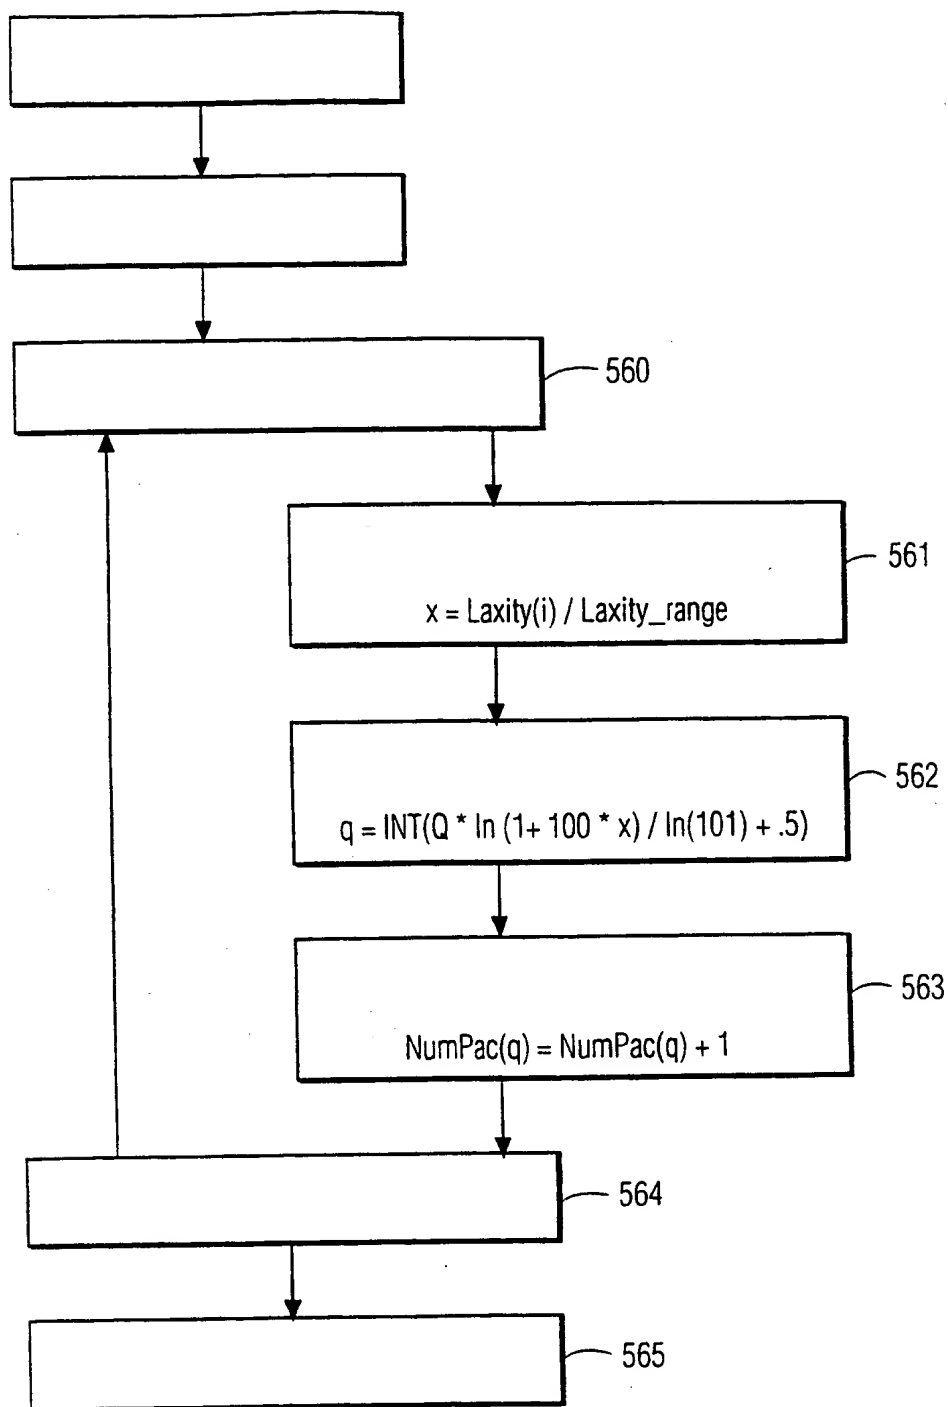 560
561
x = Laxity(i) / Laxity_range
562
q = INT(Q * ln (1+ 100 * x) / ln(101) + .5)
563
NumPac(q) = NumPac(q) + 1
564
565